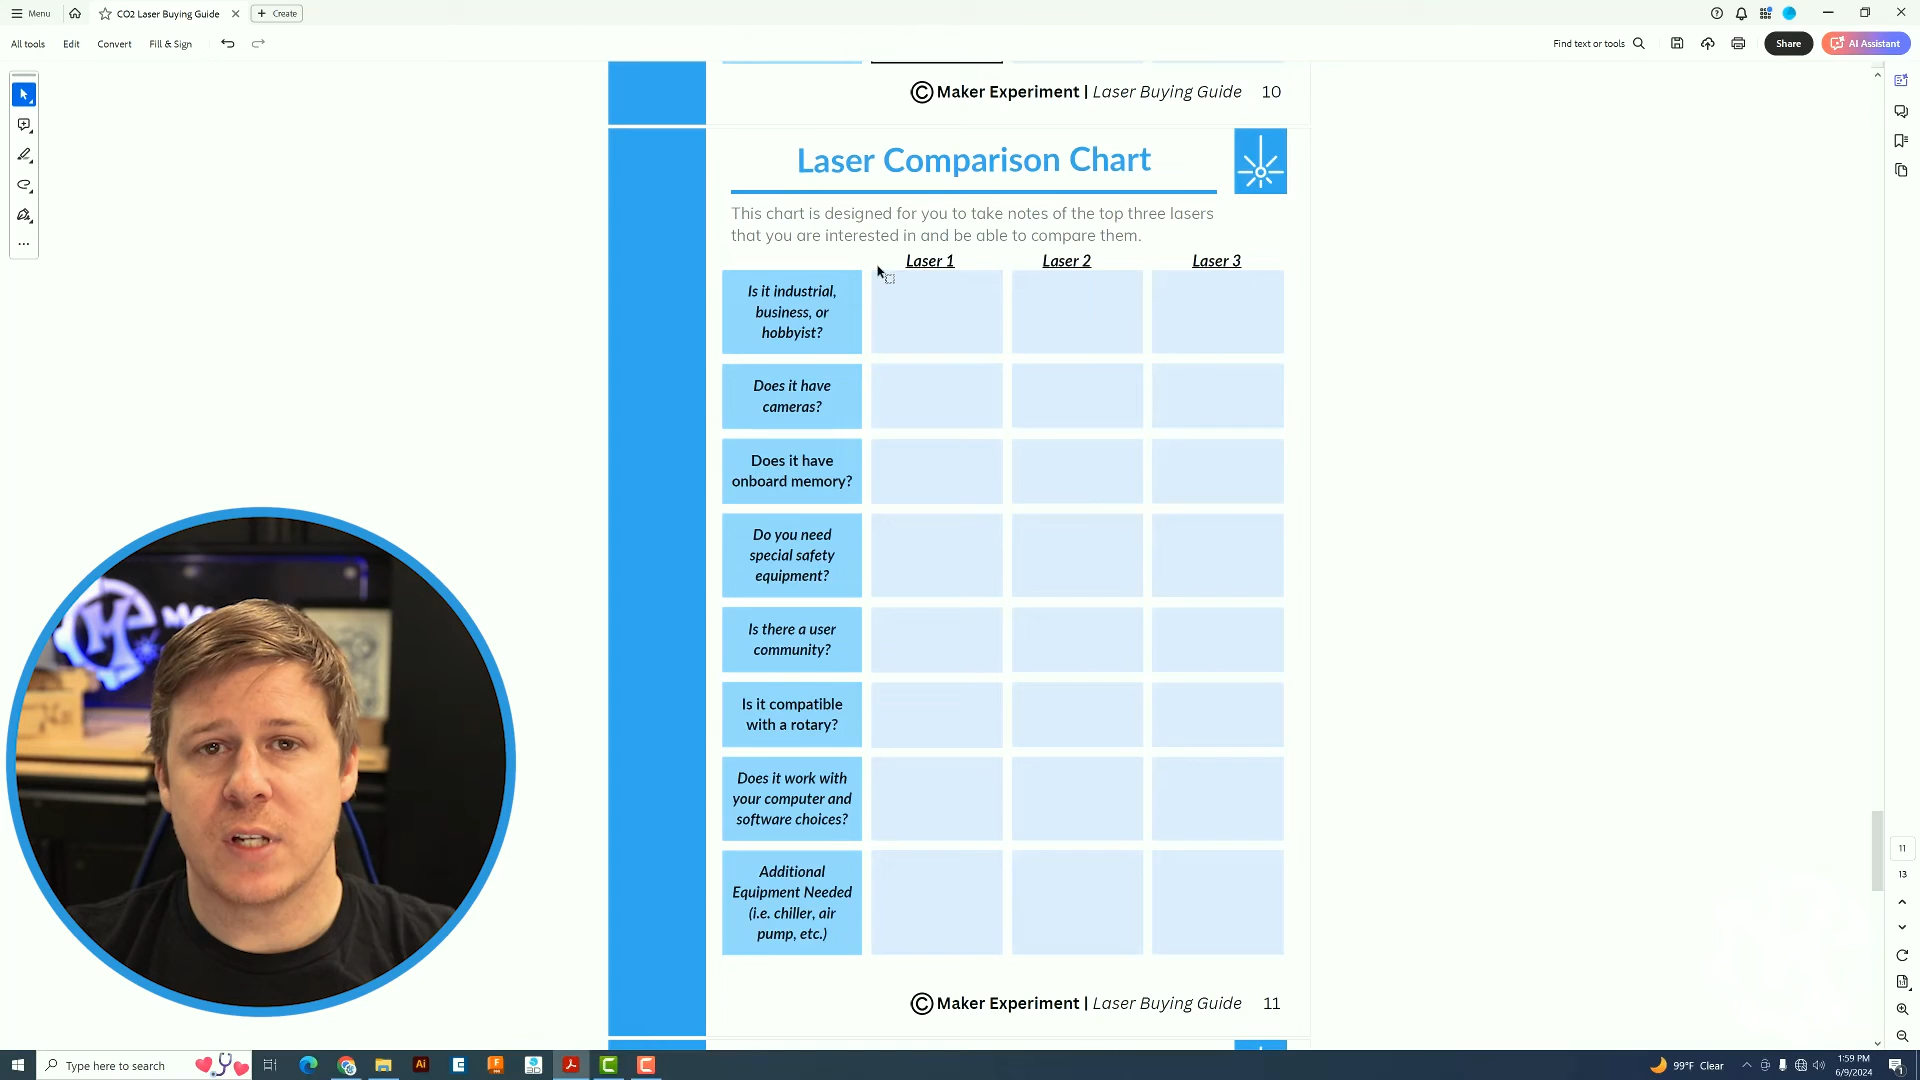 Menu
CO2 Laser Buying Guide
Create
All tools
Edit
Convert
Fill & Sign
Find text or tools
Share
AI Assistant
© Maker Experiment | Laser Buying Guide 10
Laser Comparison Chart
This chart is designed for you to take notes of the top three lasers
that you are interested in and be able to compare them.
Laser 1
Laser 2
Laser 3
Is it industrial,
business, or
hobbyist?
Does it have
cameras?
Does it have
onboard memory?
Do you need
special safety
equipment?
Is there a user
community?
Is it compatible
with a rotary?
Does it work with
your computer and
software choices?
Additional
Equipment Needed
(i.e. chiller, air
pump, etc.)
© Maker Experiment | Laser Buying Guide 11
11
13
Type here to search
Ai
99°F Clear
1:59 PM
6/9/2024